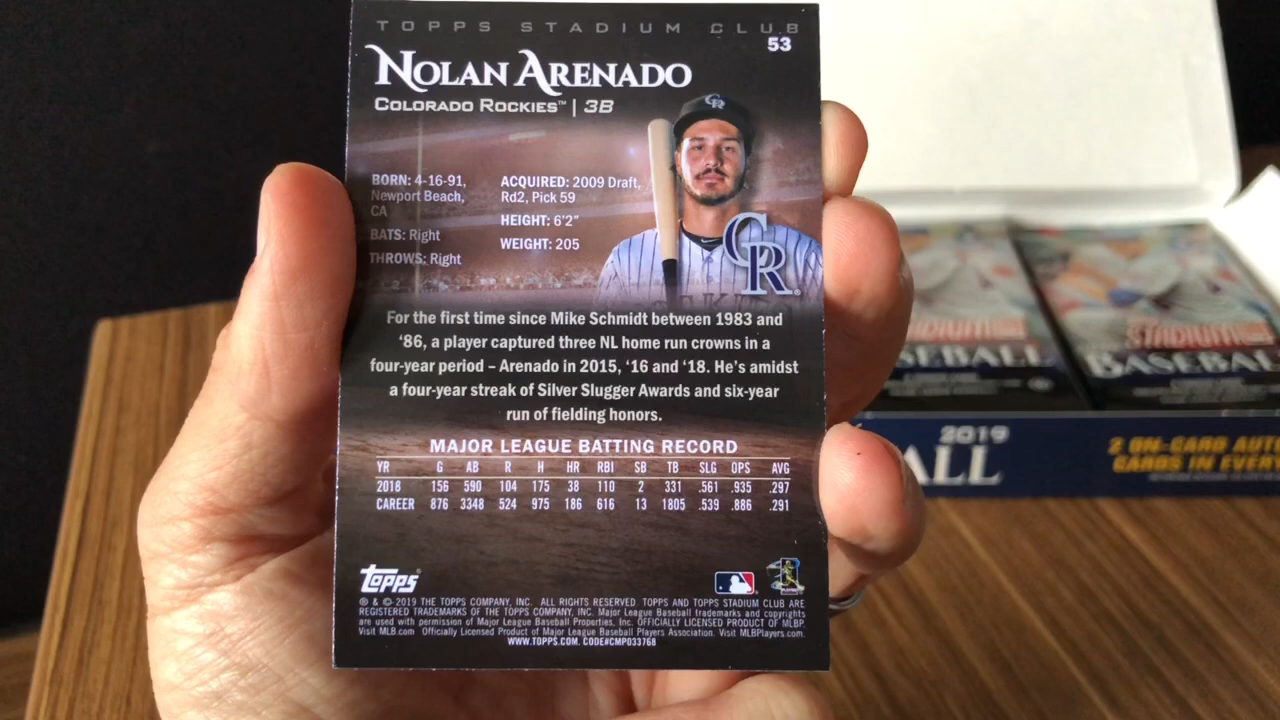 TOPPS STADIUM CLUB
53
NOLAN ARENADO
COLORADO ROCKIES™ | 3B
BORN: 4-16-91,
Newport Beach,
CA
BATS: Right
THROWS: Right
ACQUIRED: 2009 Draft,
Rd2, Pick 59
HEIGHT: 6'2"
WEIGHT: 205
CR
CR
For the first time since Mike Schmidt between 1983 and
'86, a player captured three NL home run crowns in a
four-year period – Arenado in 2015, '16 and '18. He's amidst
a four-year streak of Silver Slugger Awards and six-year
run of fielding honors.
MAJOR LEAGUE BATTING RECORD
YR G AB R H HR RBI SB TB SLG OPS AVG
2018 156 590 104 175 38 110 2 331 .561 .935 .297
CAREER 876 3348 524 975 186 616 13 1805 .539 .886 .291
topps®
® & © 2019 THE TOPPS COMPANY, INC. ALL RIGHTS RESERVED. TOPPS AND TOPPS STADIUM CLUB ARE
REGISTERED TRADEMARKS OF THE TOPPS COMPANY, INC. Major League Baseball trademarks and copyrights
are used with permission of Major League Baseball Properties, Inc. OFFICIALLY LICENSED PRODUCT OF MLBP.
Visit MLB.com Officially Licensed Product of Major League Baseball Players Association. Visit MLBPlayers.com.
WWW.TOPPS.COM. CODE#CMP033768
STADIUM
SEBALL
STADIUM
BASEBALL
2019
ALL
2 ON-CARD AUT
CARDS IN EVER